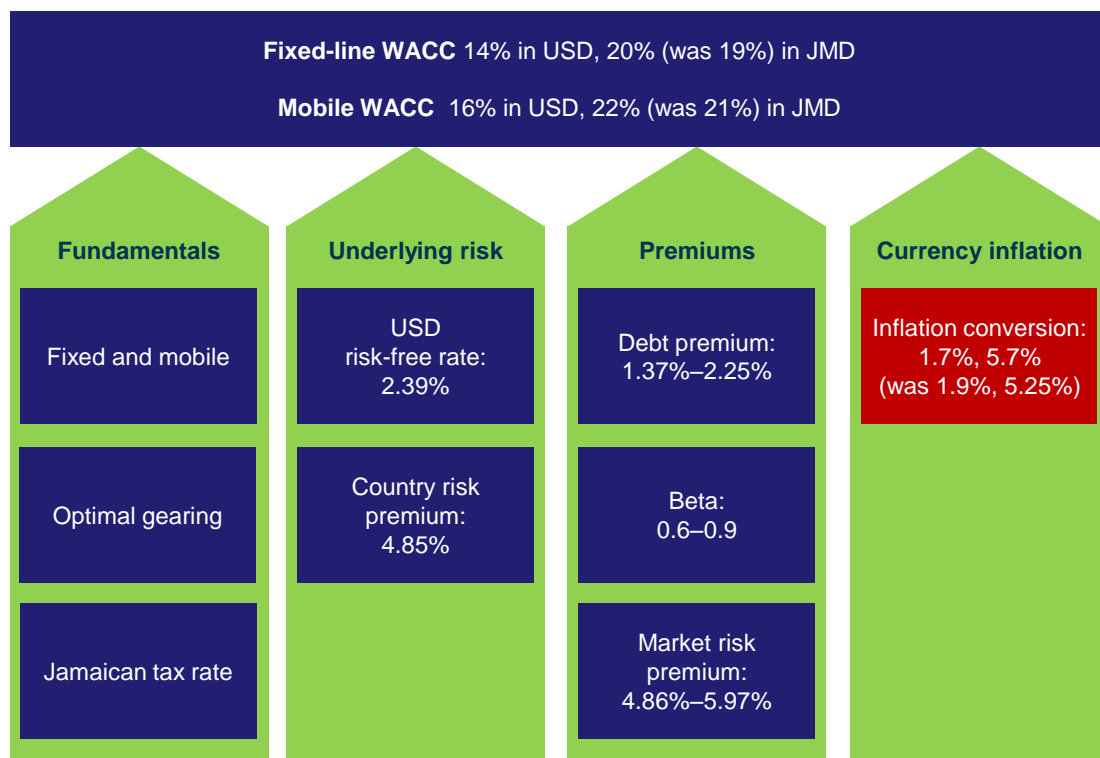 Fixed-line WACC 14% in USD, 20% (was 19%) in JMD
Mobile WACC 16% in USD, 22% (was 21%) in JMD
Fundamentals
Fixed and mobile
Optimal gearing
Jamaican tax rate
Underlying risk
USD
risk-free rate:
2.39%
Country risk
premium:
4.85%
Premiums
Debt premium:
1.37%–2.25%
Beta:
0.6–0.9
Market risk
premium:
4.86%–5.97%
Currency inflation
Inflation conversion:
1.7%, 5.7%
(was 1.9%, 5.25%)